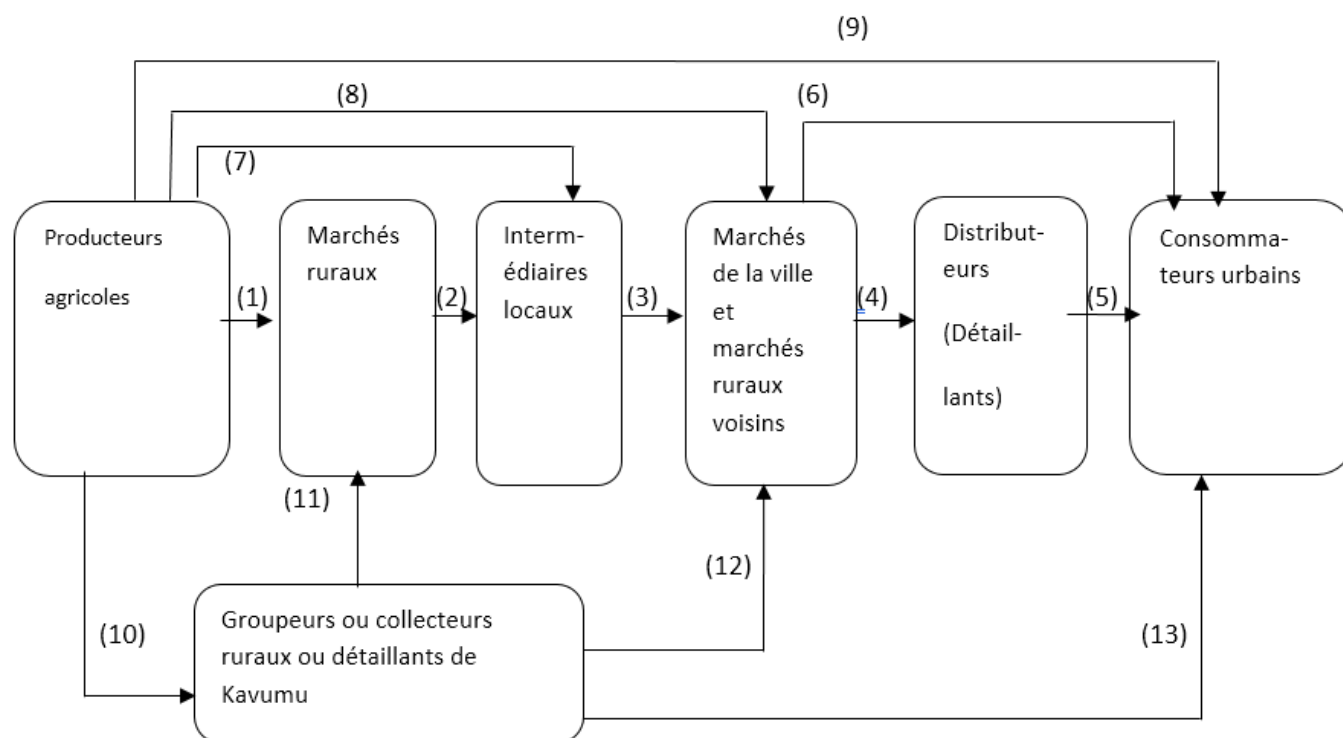 (9)
(8)
(6)
(7)
Producteurs
agricoles
(1)
Marchés
ruraux
(2)
Interm-
édiaires
locaux
(3)
Marchés
de la ville
et
marchés
ruraux
voisins
(4)
Distribut-
eurs
(Détail-
lants)
(5)
Consomma-
teurs urbains
(11)
(12)
(10)
Groupeurs ou collecteurs
ruraux ou détaillants de
Kavumu
(13)